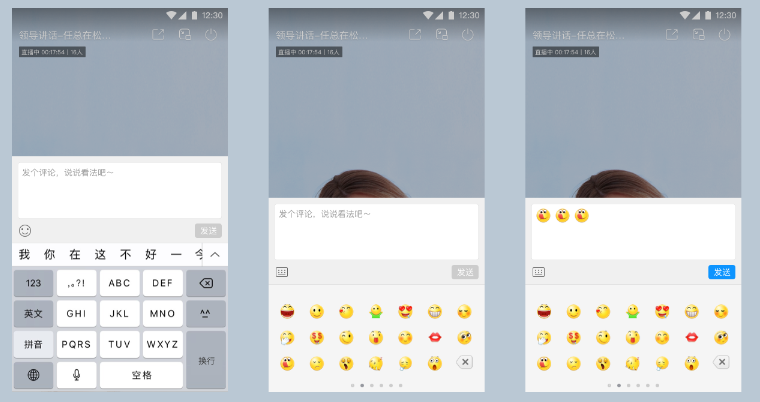 12:30
领导讲话-任总在松...
直播中 00:17:54 | 16人
发个评论，说说看法吧～
发送
我 你 在 这 不 好 一 今
123 ,。?! ABC DEF
英文 GHI JKL MNO ^^
拼音 PQRS TUV WXYZ 换行
空格
12:30
领导讲话-任总在松...
直播中 00:17:54 | 16人
发个评论，说说看法吧～
发送
12:30
领导讲话-任总在松...
直播中 00:17:54 | 16人
发送